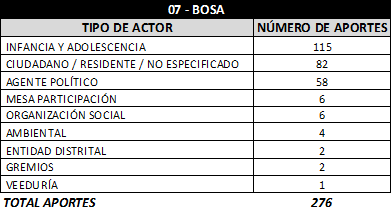 07 - BOSA
TIPO DE ACTOR NÚMERO DE APORTES
INFANCIA Y ADOLESCENCIA 115
CIUDADANO / RESIDENTE / NO ESPECIFICADO 82
AGENTE POLÍTICO 58
MESA PARTICIPACIÓN 6
ORGANIZACIÓN SOCIAL 6
AMBIENTAL 4
ENTIDAD DISTRITAL 2
GREMIOS 2
VEEDURÍA 1
TOTAL APORTES 276